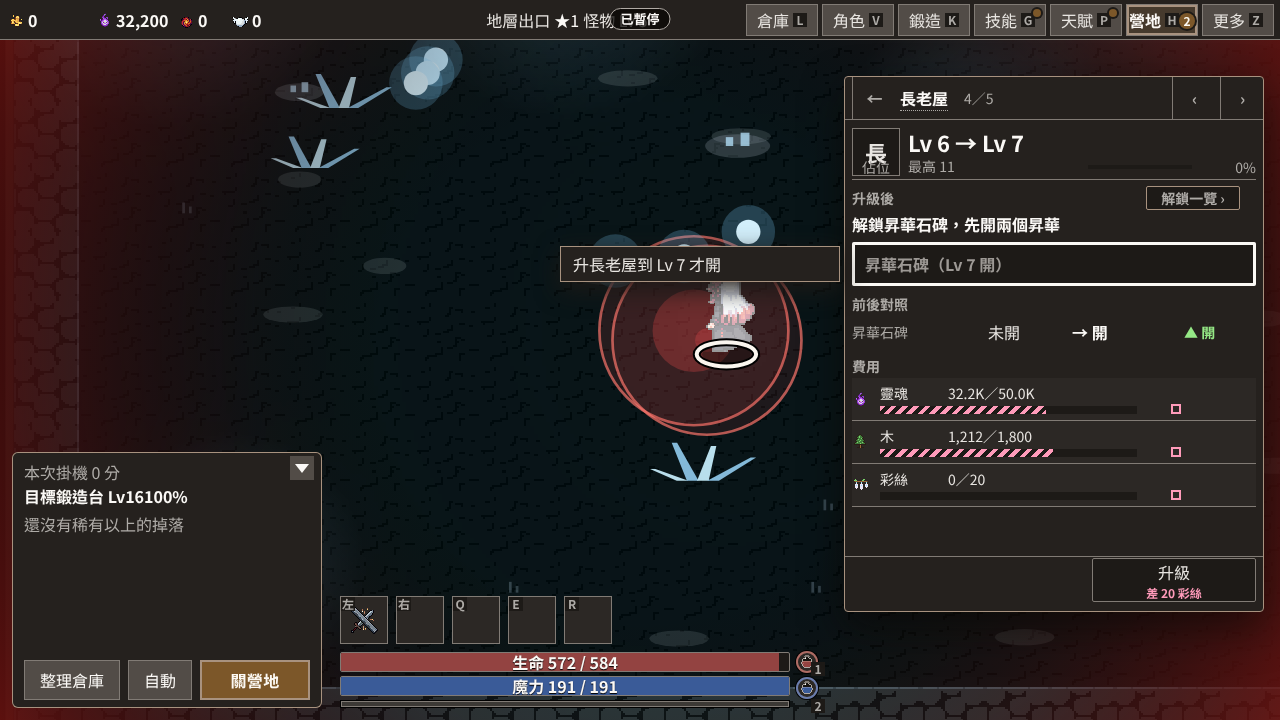 0
32,200
0
0
地層出口 ★1 怪物
已暫停
倉庫 L
角色 V
鍛造 K
技能 G
天賦 P
營地 H 2
更多 Z
← 長老屋 4／5 ‹ ›
長
佔位
Lv 6 → Lv 7
最高 11
0%
升級後
解鎖一覽 ›
解鎖昇華石碑，先開兩個昇華
昇華石碑（Lv 7 開）
升長老屋到 Lv 7 才開
前後對照
昇華石碑 未開 → 開 ▲ 開
費用
靈魂 32.2K／50.0K
木 1,212／1,800
彩絲 0／20
升級
差 20 彩絲
本次掛機 0 分
目標鍛造台 Lv16100%
還沒有稀有以上的掉落
整理倉庫
自動
關營地
左
右
Q
E
R
生命 572 / 584
1
魔力 191 / 191
2